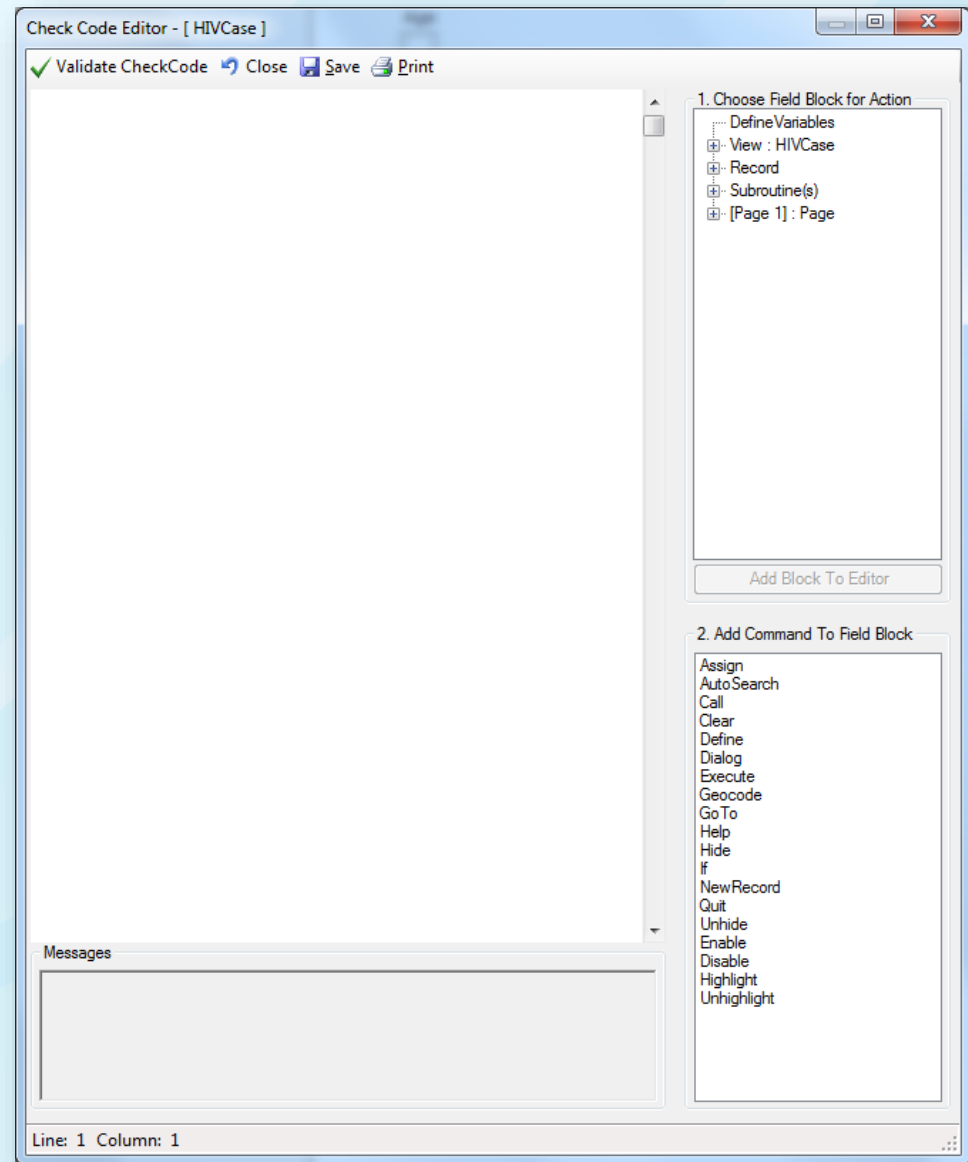 Check Code Editor - [ HIVCase ]
Validate CheckCode Close Save Print
1. Choose Field Block for Action
DefineVariables
View : HIVCase
Record
Subroutine(s)
[Page 1] : Page
Add Block To Editor
2. Add Command To Field Block
Assign
AutoSearch
Call
Clear
Define
Dialog
Execute
Geocode
GoTo
Help
Hide
If
NewRecord
Quit
Unhide
Enable
Disable
Highlight
Unhighlight
Messages
Line: 1 Column: 1